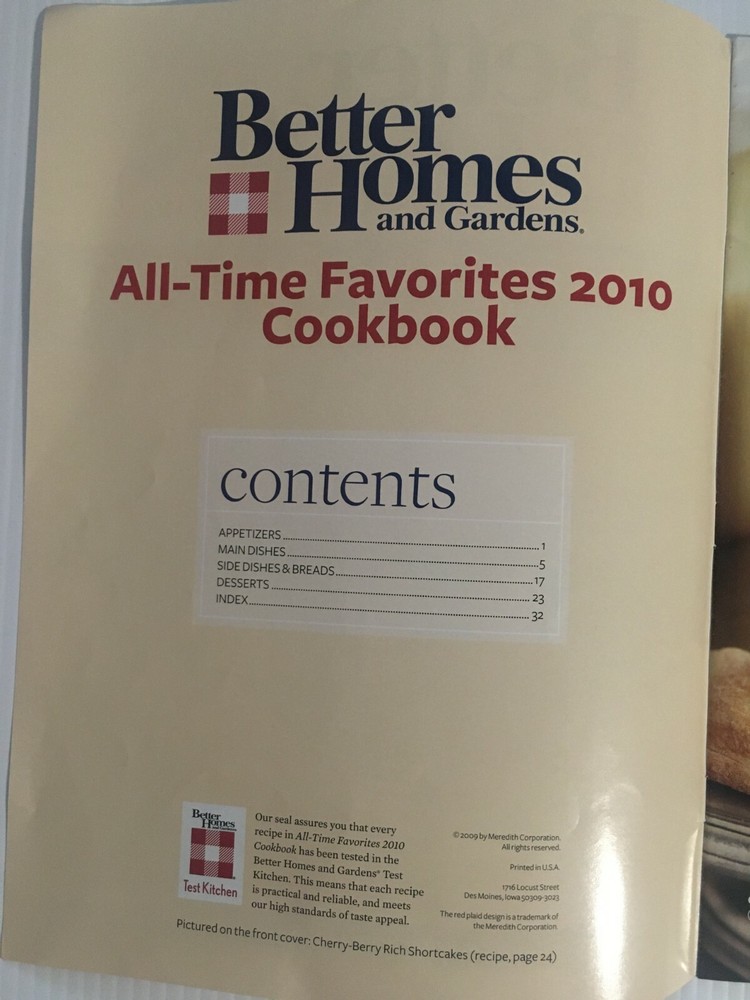 Better
Homes
and Gardens®
All-Time Favorites 2010
Cookbook
contents
APPETIZERS........................................................1
MAIN DISHES.......................................................5
SIDE DISHES & BREADS..............................................17
DESSERTS..........................................................23
INDEX.............................................................32
Better
Homes
and Gardens
Test Kitchen
Our seal assures you that every
recipe in All-Time Favorites 2010
Cookbook has been tested in the
Better Homes and Gardens® Test
Kitchen. This means that each recipe
is practical and reliable, and meets
our high standards of taste appeal.
© 2009 by Meredith Corporation.
All rights reserved.
Printed in U.S.A.
1716 Locust Street
Des Moines, Iowa 50309-3023
The red plaid design is a trademark of
the Meredith Corporation.
Pictured on the front cover: Cherry-Berry Rich Shortcakes (recipe, page 24)